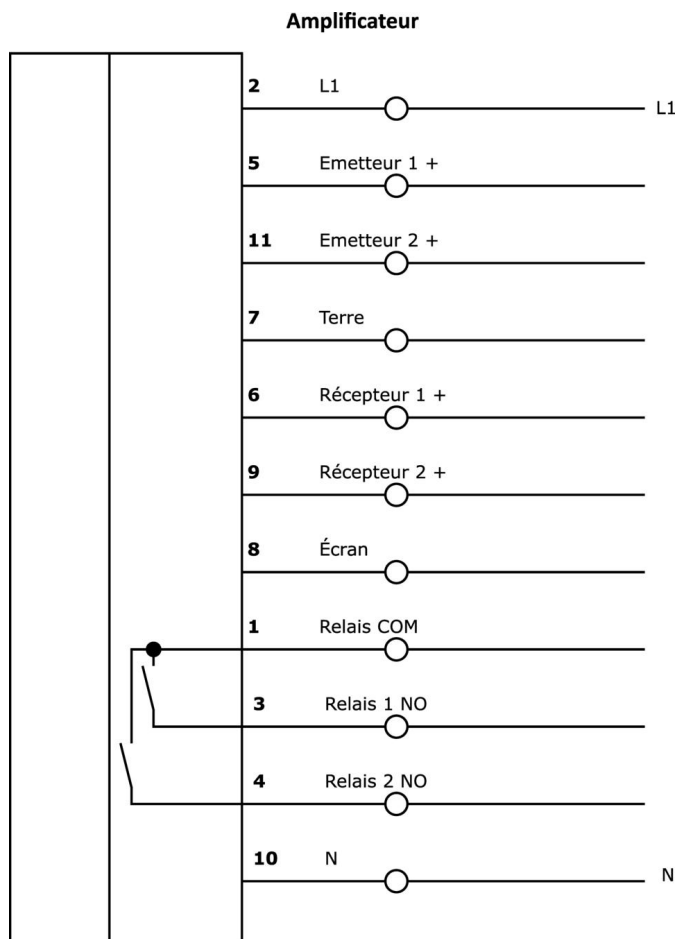 Amplificateur
2 L1
L1
5 Emetteur 1 +
11 Emetteur 2 +
7 Terre
6 Récepteur 1 +
9 Récepteur 2 +
8 Écran
1 Relais COM
3 Relais 1 NO
4 Relais 2 NO
10 N
N